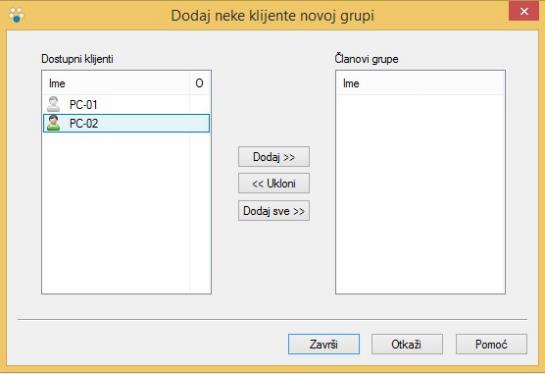 Dodaj neke klijente novoj grupi
Dostupni klijenti
Ime O
PC-01
PC-02
Dodaj >>
<< Ukloni
Dodaj sve >>
Članovi grupe
Ime
Završi Otkaži Pomoć